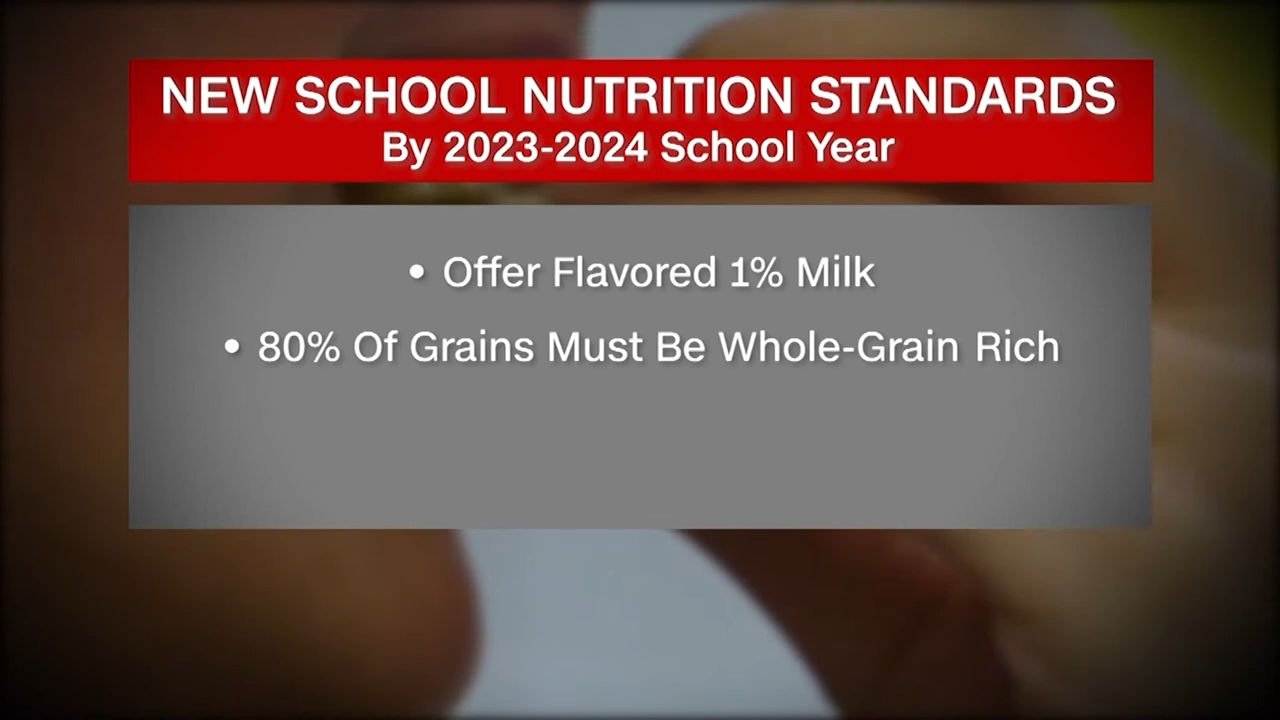 NEW SCHOOL NUTRITION STANDARDS
By 2023-2024 School Year
• Offer Flavored 1% Milk
• 80% Of Grains Must Be Whole-Grain Rich